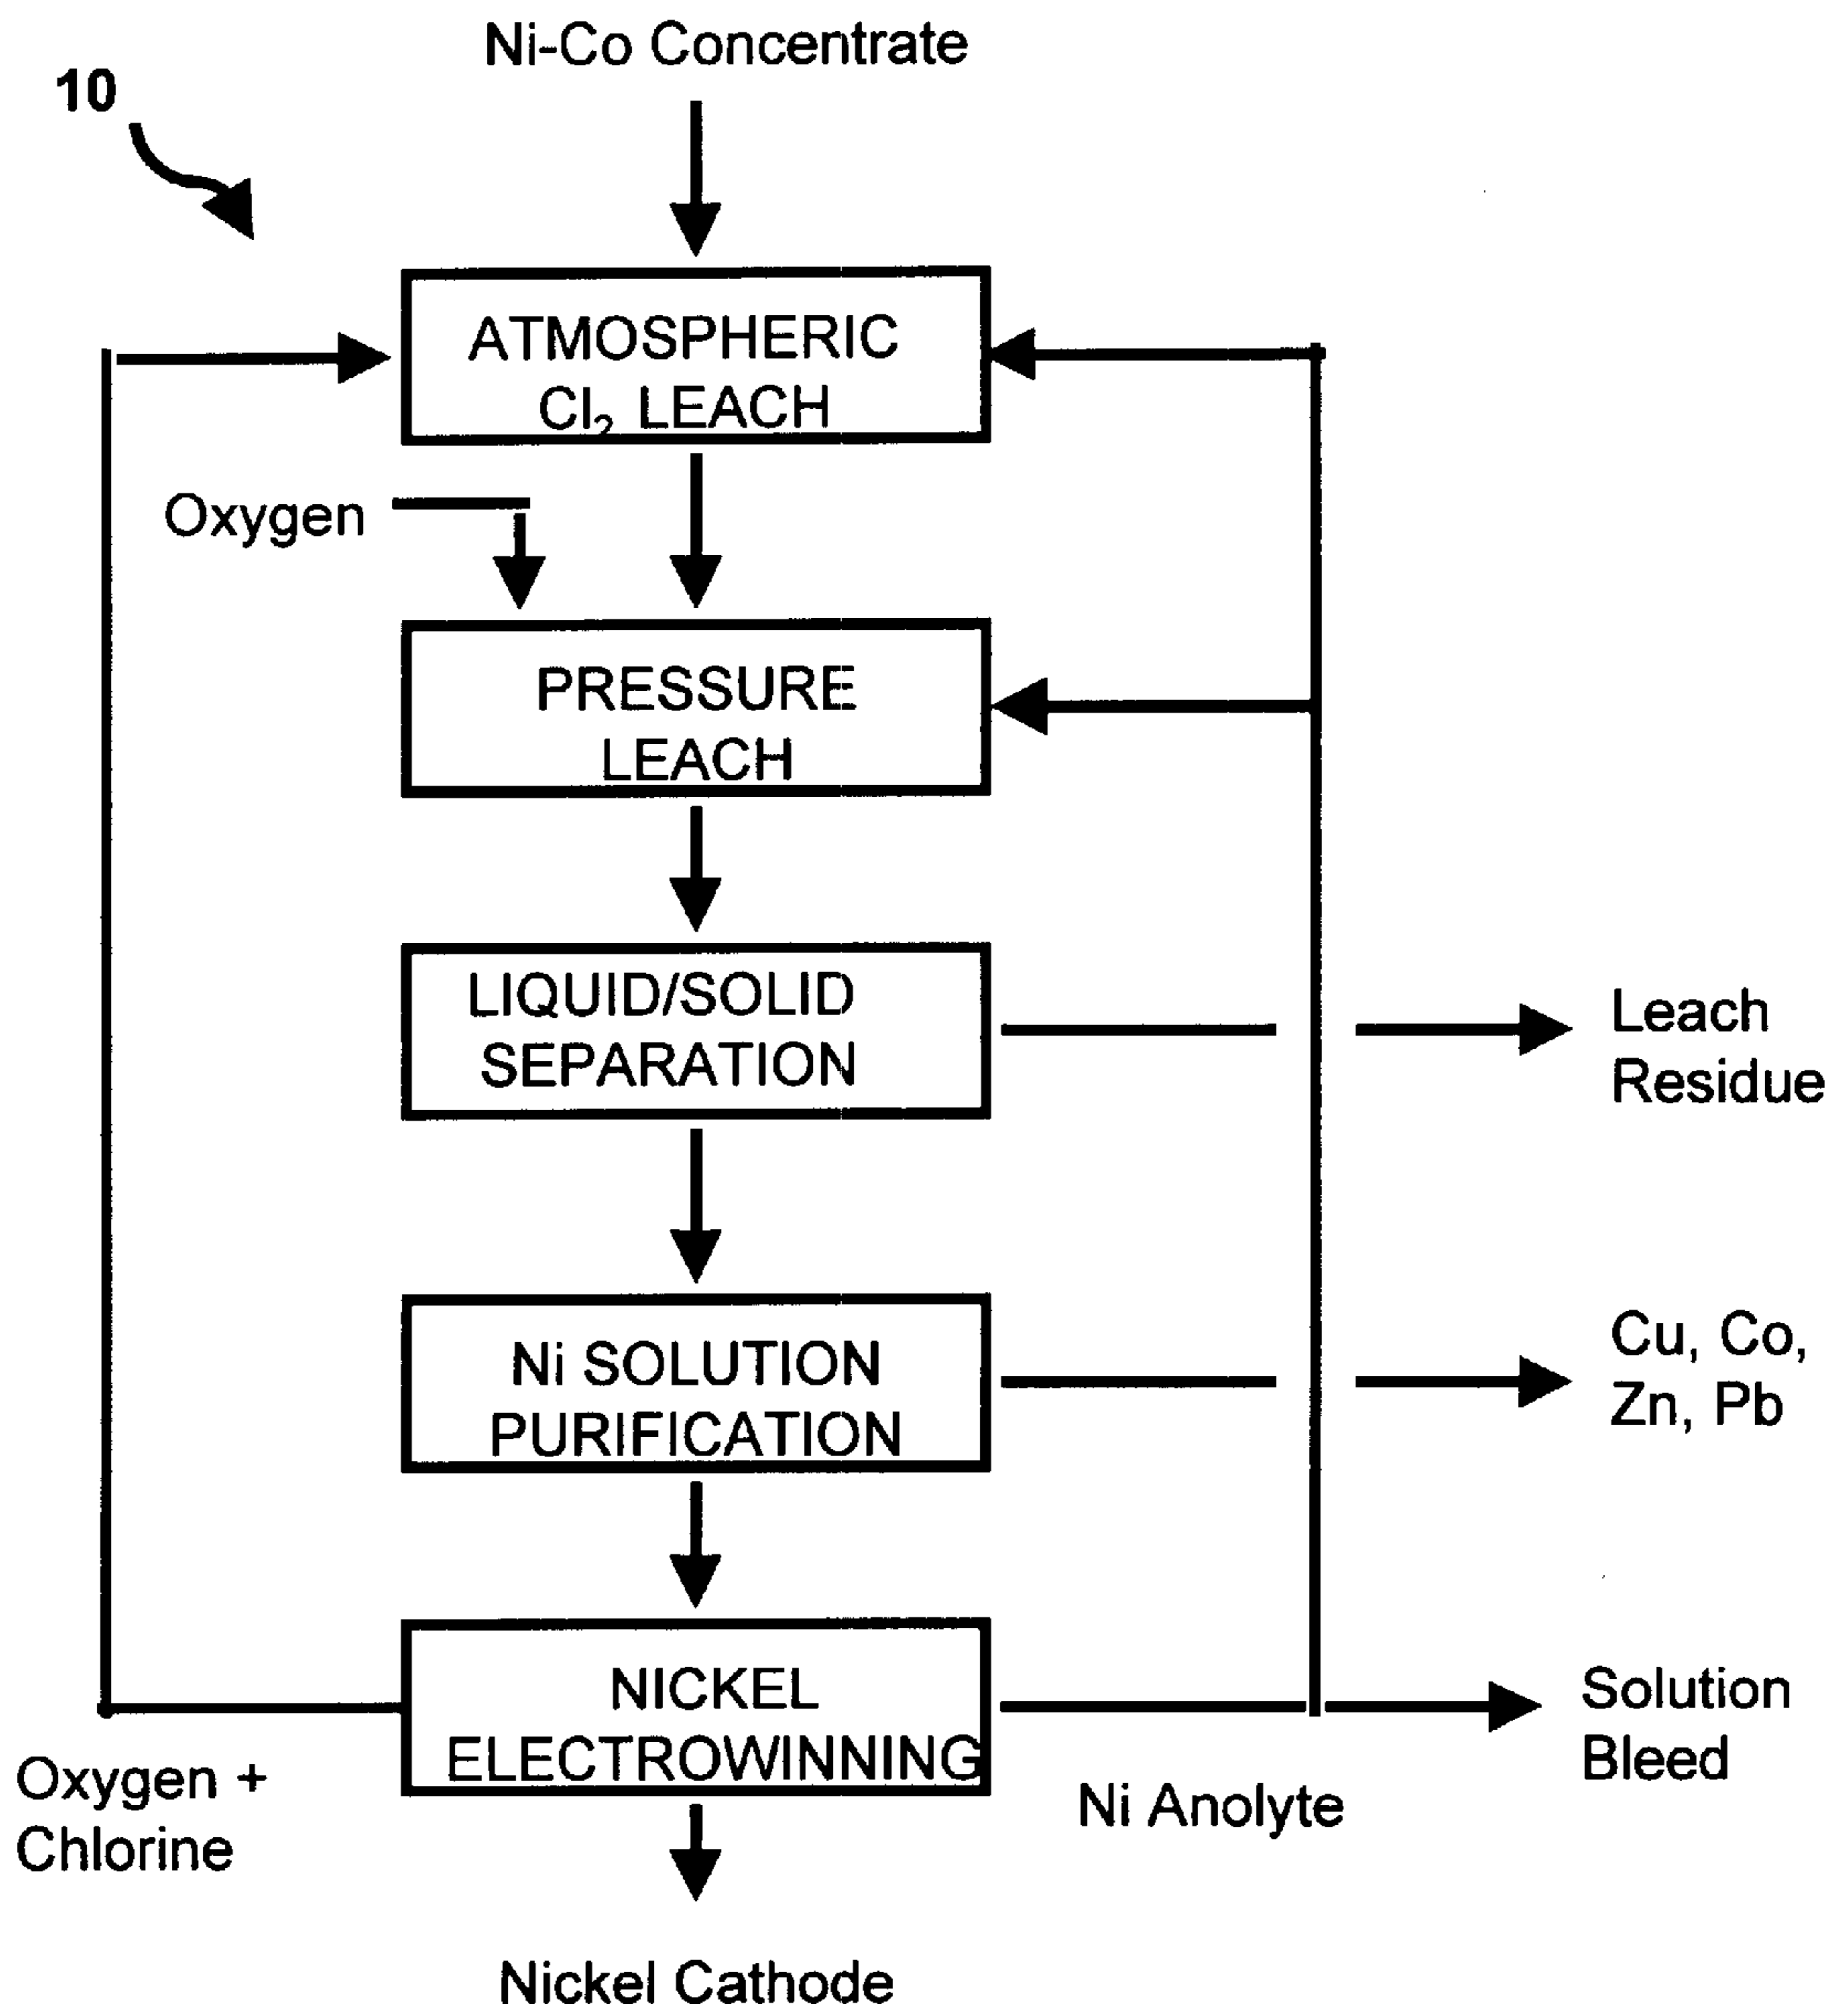 Ni-Co Concentrate
10
ATMOSPHERIC
Cl₂ LEACH
Oxygen
PRESSURE
LEACH
LIQUID/SOLID
SEPARATION
Leach
Residue
Ni SOLUTION
PURIFICATION
Cu, Co,
Zn, Pb
NICKEL
ELECTROWINNING
Solution
Bleed
Oxygen +
Chlorine
Ni Anolyte
Nickel Cathode